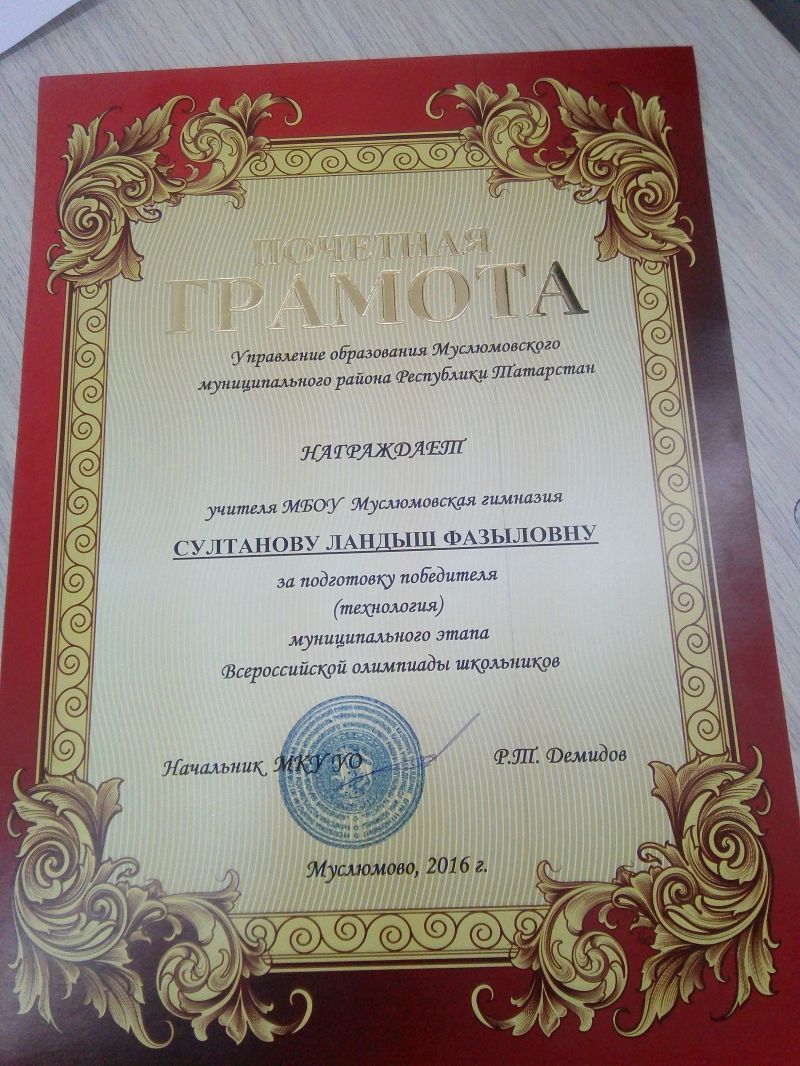 ПОЧЕТНАЯ
ГРАМОТА
Управление образования Муслюмовского
муниципального района Республики Татарстан
НАГРАЖДАЕТ
учителя МБОУ Муслюмовская гимназия
СУЛТАНОВУ ЛАНДЫШ ФАЗЫЛОВНУ
за подготовку победителя
(технология)
муниципального этапа
Всероссийской олимпиады школьников
Начальник МКУ УО Р.Т. Демидов
Муслюмово, 2016 г.